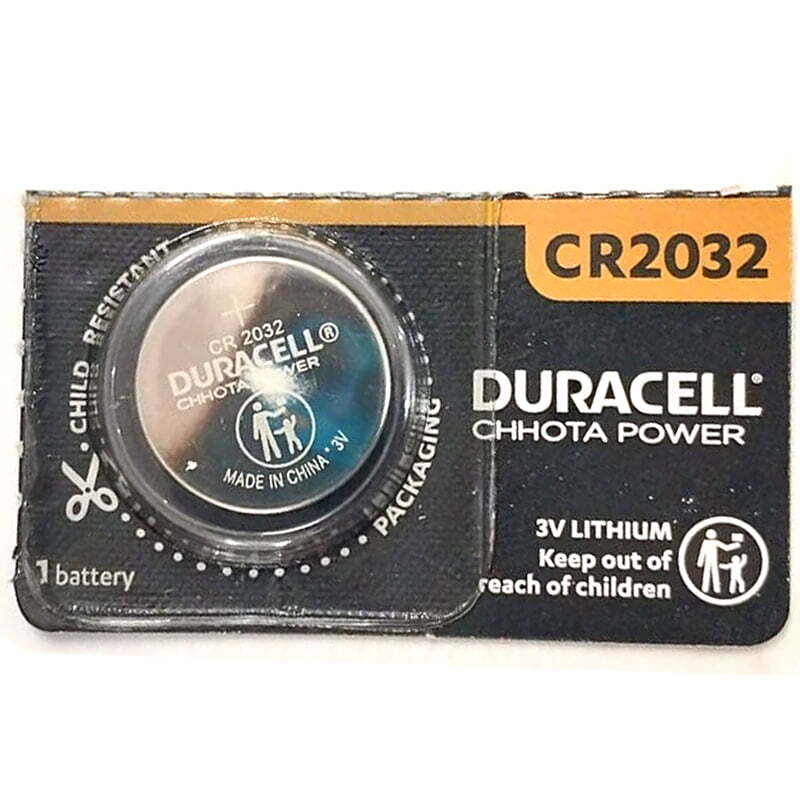 CHILD RESISTANT
PACKAGING
+
CR 2032
DURACELL®
CHHOTA POWER
MADE IN CHINA • 3V
1 battery
CR2032
DURACELL®
CHHOTA POWER
3V LITHIUM
Keep out of
reach of children